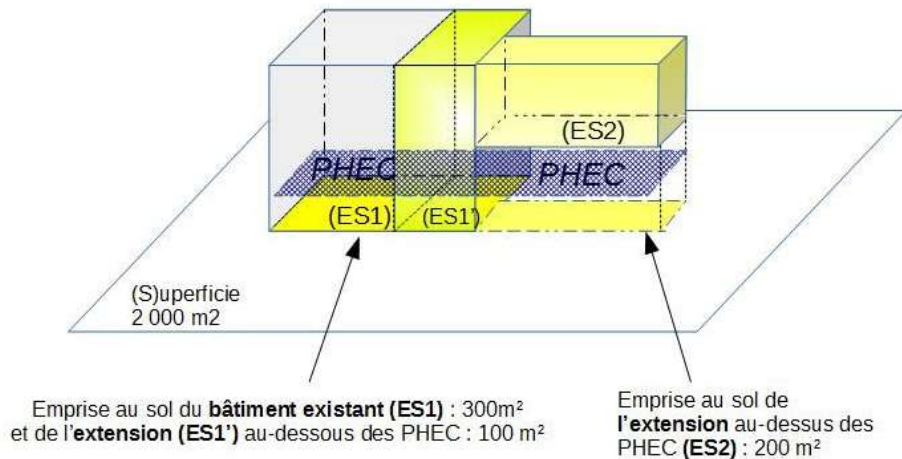 (ES2)
PHEC
PHEC
(ES1)
(ES1')
(S)uperficie
2 000 m2
Emprise au sol du bâtiment existant (ES1) : 300m²
et de l'extension (ES1') au-dessous des PHEC : 100 m²
Emprise au sol de
l'extension au-dessus des
PHEC (ES2) : 200 m²